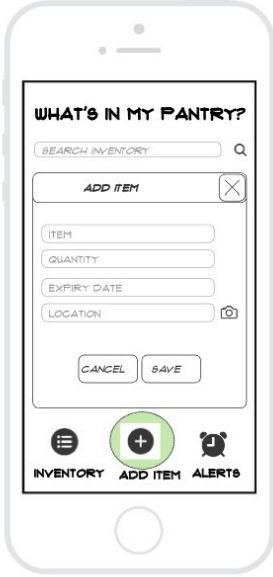 WHAT'S IN MY PANTRY?
SEARCH INVENTORY
ADD ITEM
ITEM
QUANTITY
EXPIRY DATE
LOCATION
CANCEL SAVE
INVENTORY ADD ITEM ALERTS